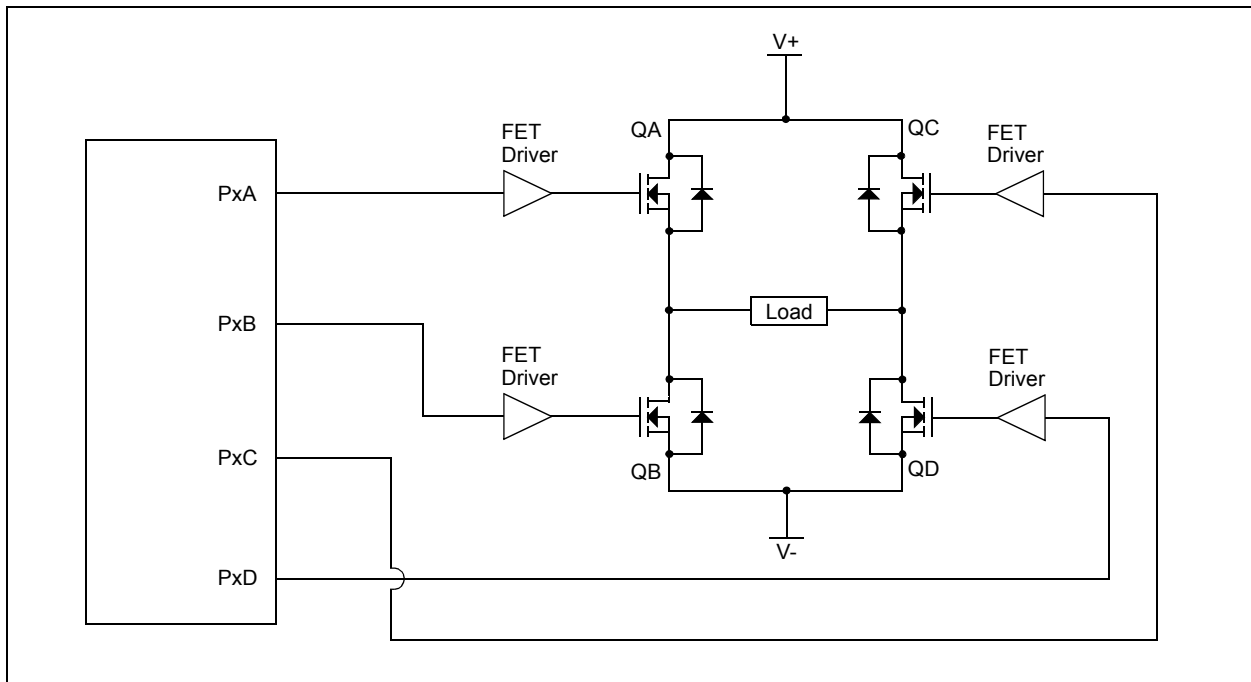 V+
FET
Driver
QA
QC
FET
Driver
PxA
PxB
Load
FET
Driver
FET
Driver
PxC
QB
QD
V-
PxD